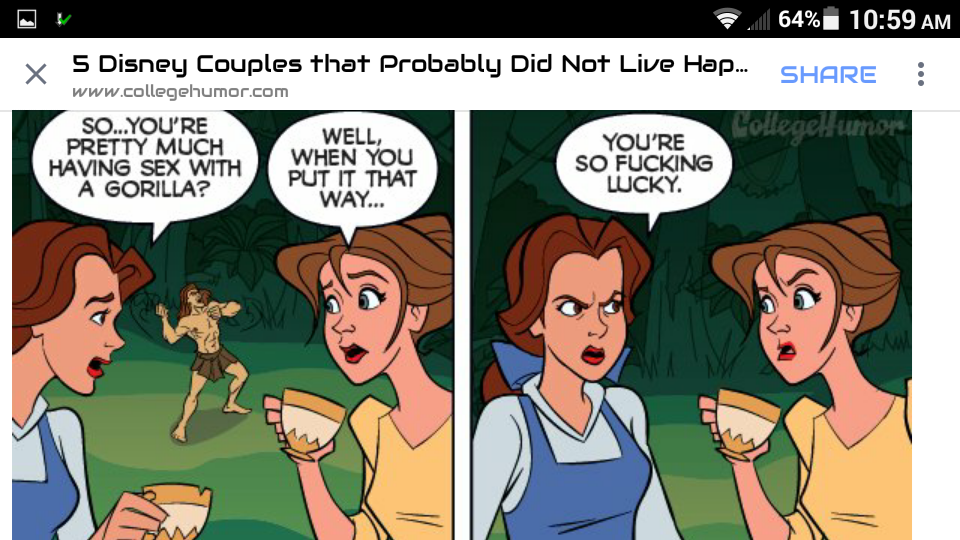 64% 10:59 AM
5 Disney Couples that Probably Did Not Live Hap...
www.collegehumor.com
SHARE
SO...YOU'RE
PRETTY MUCH
HAVING SEX WITH
A GORILLA?
WELL,
WHEN YOU
PUT IT THAT
WAY...
YOU'RE
SO FUCKING
LUCKY.
CollegeHumor